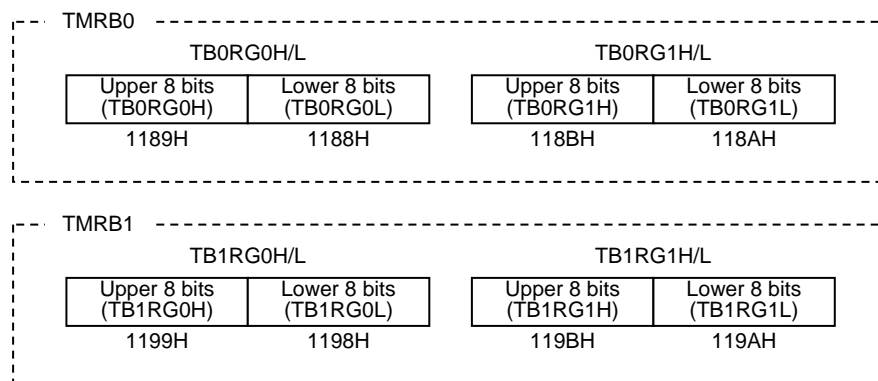 TMRB0
TB0RG0H/L TB0RG1H/L
Upper 8 bits Lower 8 bits Upper 8 bits Lower 8 bits
(TB0RG0H) (TB0RG0L) (TB0RG1H) (TB0RG1L)
1189H 1188H 118BH 118AH
TMRB1
TB1RG0H/L TB1RG1H/L
Upper 8 bits Lower 8 bits Upper 8 bits Lower 8 bits
(TB1RG0H) (TB1RG0L) (TB1RG1H) (TB1RG1L)
1199H 1198H 119BH 119AH